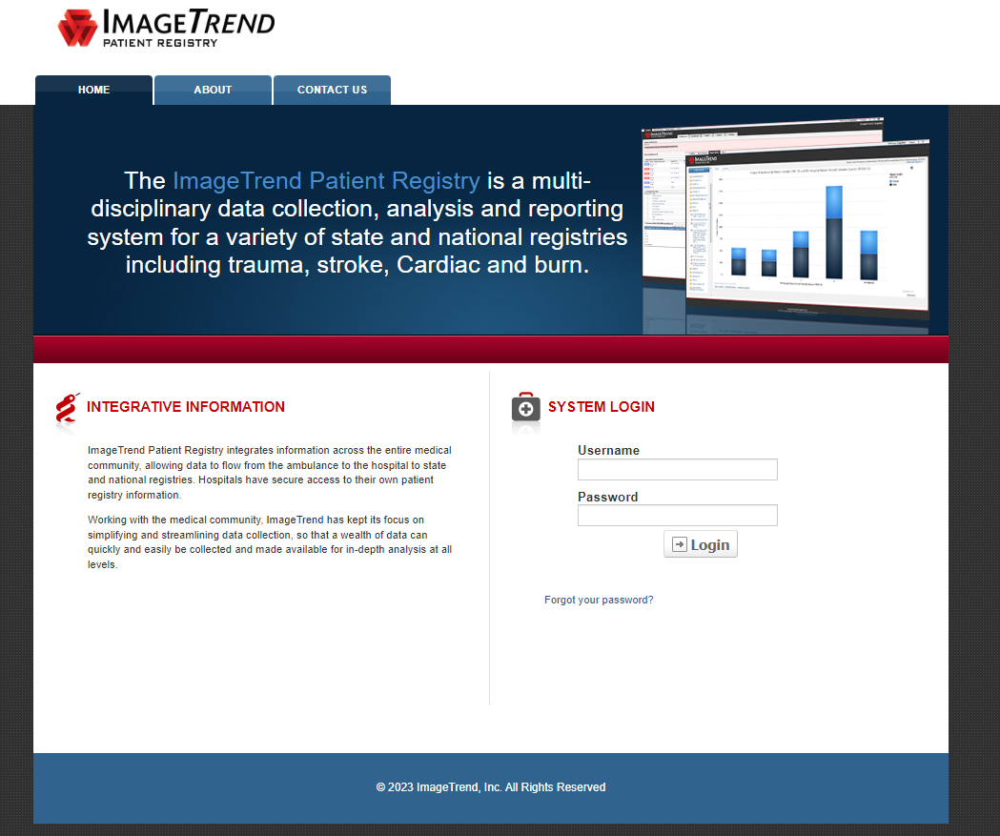 IMAGETREND
PATIENT REGISTRY
HOME
ABOUT
CONTACT US
The ImageTrend Patient Registry is a multi-
disciplinary data collection, analysis and reporting
system for a variety of state and national registries
including trauma, stroke, Cardiac and burn.
INTEGRATIVE INFORMATION
ImageTrend Patient Registry integrates information across the entire medical
community, allowing data to flow from the ambulance to the hospital to state
and national registries. Hospitals have secure access to their own patient
registry information.
Working with the medical community, ImageTrend has kept its focus on
simplifying and streamlining data collection, so that a wealth of data can
quickly and easily be collected and made available for in-depth analysis at all
levels.
SYSTEM LOGIN
Username
Password
Login
Forgot your password?
© 2023 ImageTrend, Inc. All Rights Reserved